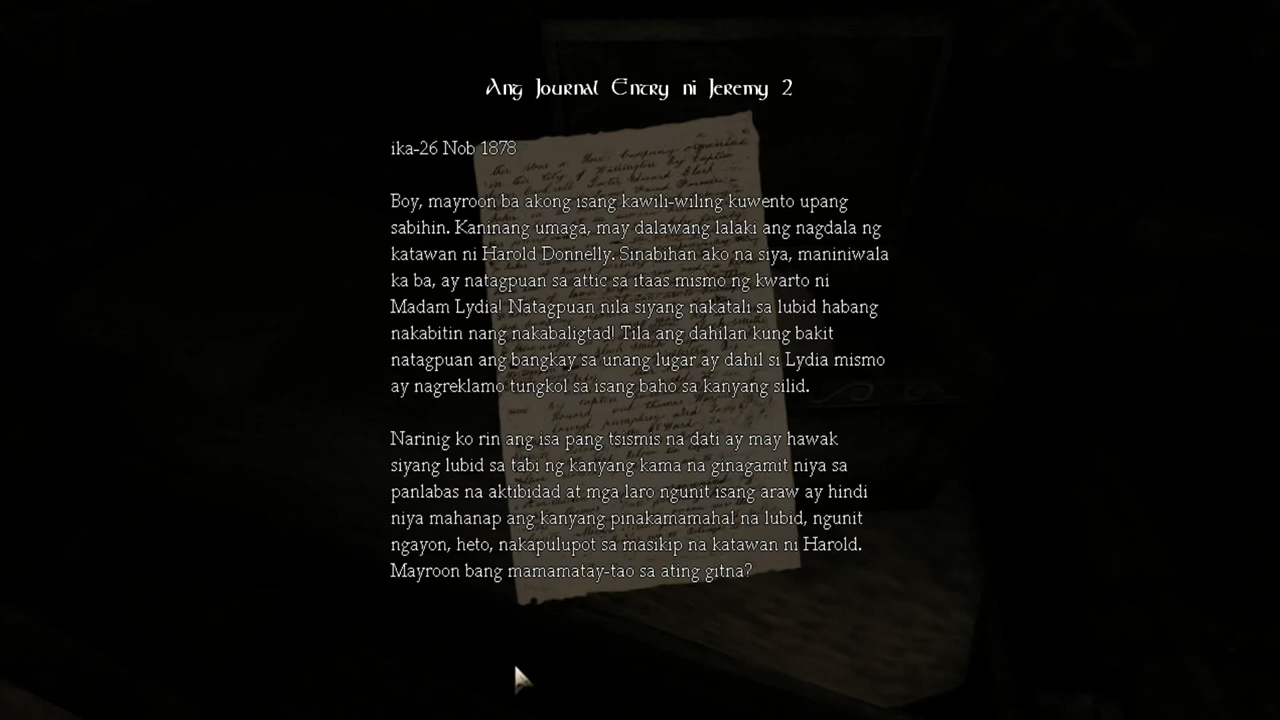 Ang Journal Entry ni Jeremy 2
ika-26 Nob 1878
Boy, mayroon ba akong isang kawili-wiling kuwento upang
sabihin. Kaninang umaga, may dalawang lalaki ang nagdala ng
katawan ni Harold Donnelly. Sinabihan ako na siya, maniniwala
ka ba, ay natagpuan sa attic sa itaas mismo ng kwarto ni
Madam Lydia! Natagpuan nila siyang nakatali sa lubid habang
nakabitin nang nakabaligtad! Tila ang dahilan kung bakit
natagpuan ang bangkay sa unang lugar ay dahil si Lydia mismo
ay nagreklamo tungkol sa isang baho sa kanyang silid.
Narinig ko rin ang isa pang tsismis na dati ay may hawak
siyang lubid sa tabi ng kanyang kama na ginagamit niya sa
panlabas na aktibidad at mga laro ngunit isang araw ay hindi
niya mahanap ang kanyang pinakamamahal na lubid, ngunit
ngayon, heto, nakapulupot sa masikip na katawan ni Harold.
Mayroon bang mamamatay-tao sa ating gitna?